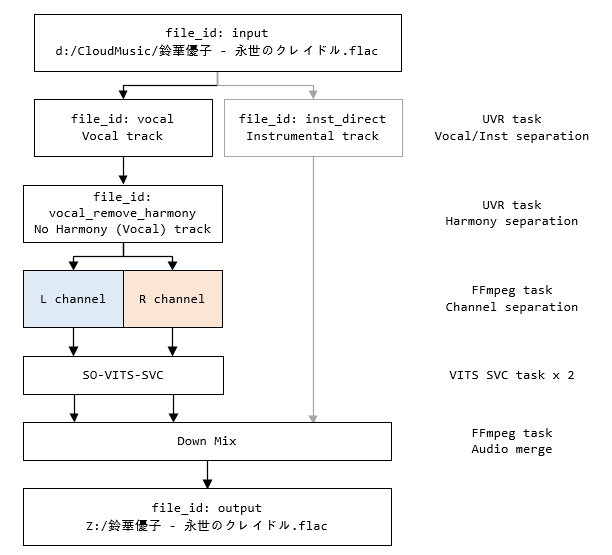 file_id: input
d:/CloudMusic/鈴華優子 - 永世のクレイドル.flac
file_id: vocal
Vocal track
file_id: inst_direct
Instrumental track
UVR task
Vocal/Inst separation
file_id:
vocal_remove_harmony
No Harmony (Vocal) track
UVR task
Harmony separation
L channel
R channel
FFmpeg task
Channel separation
SO-VITS-SVC
VITS SVC task x 2
Down Mix
FFmpeg task
Audio merge
file_id: output
Z:/鈴華優子 - 永世のクレイドル.flac